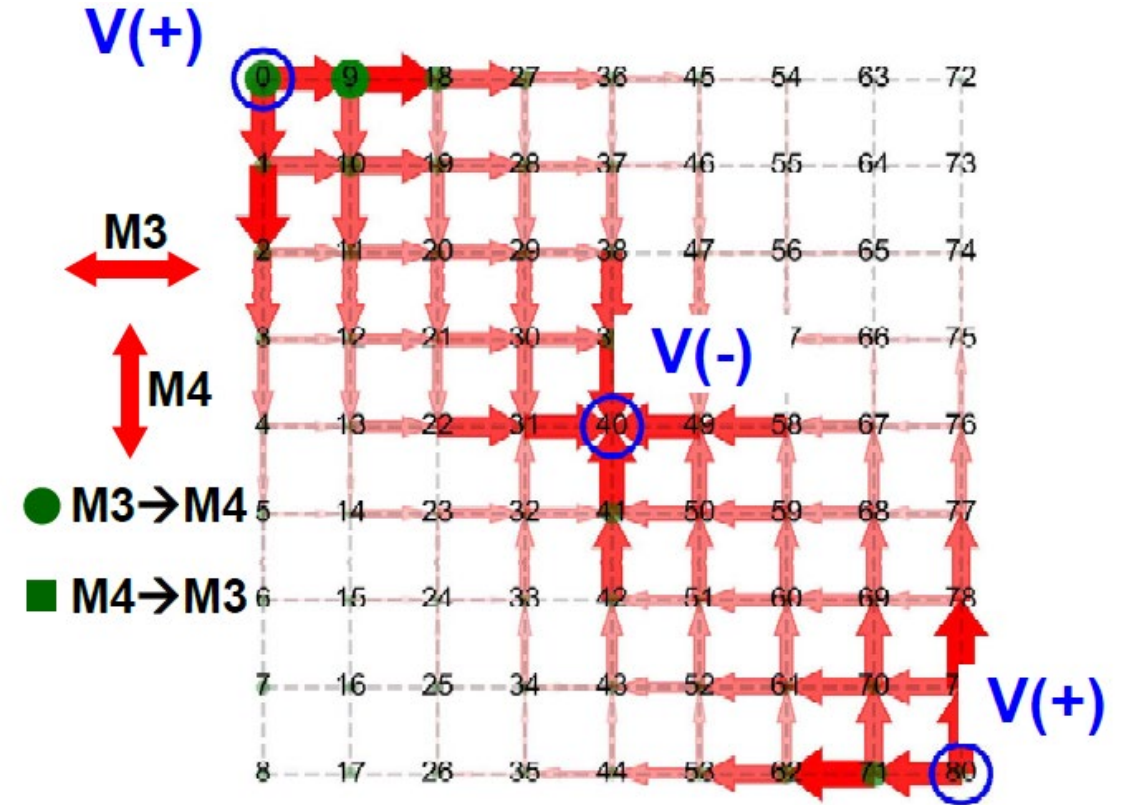 V(+)
0 9 18 27 36 45 54 63 72
1 10 19 28 37 46 55 64 73
M3
2 11 20 29 38 47 56 65 74
3 12 21 30 3 7 66 75
V(-)
M4
4 13 22 31 40 49 58 67 76
M3→M4
5 14 23 32 41 50 59 68 77
M4→M3
6 15 24 33 42 51 60 69 78
7 16 25 34 43 52 61 70 7
V(+)
8 17 26 35 44 53 62 71 80